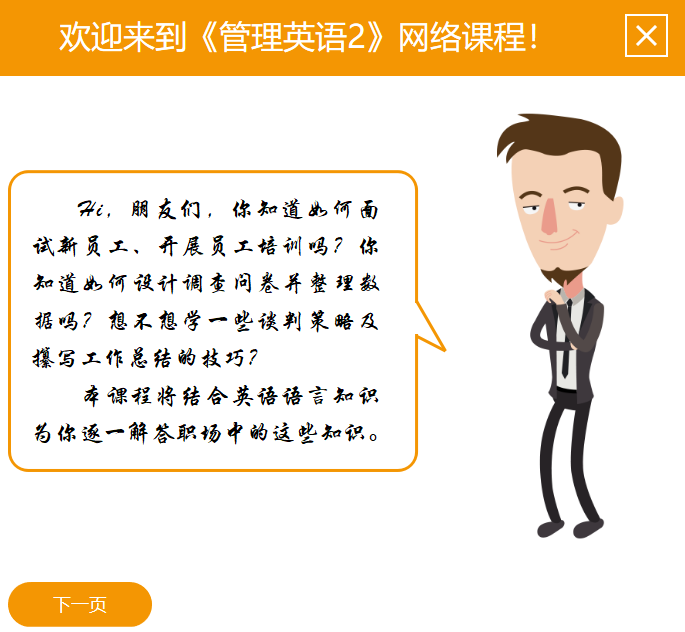 欢迎来到《管理英语2》网络课程！
Hi，朋友们，你知道如何面
试新员工、开展员工培训吗？你
知道如何设计调查问卷并整理数
据吗？想不想学一些谈判策略及
攥写工作总结的技巧？
本课程将结合英语语言知识
为你逐一解答职场中的这些知识。
下一页